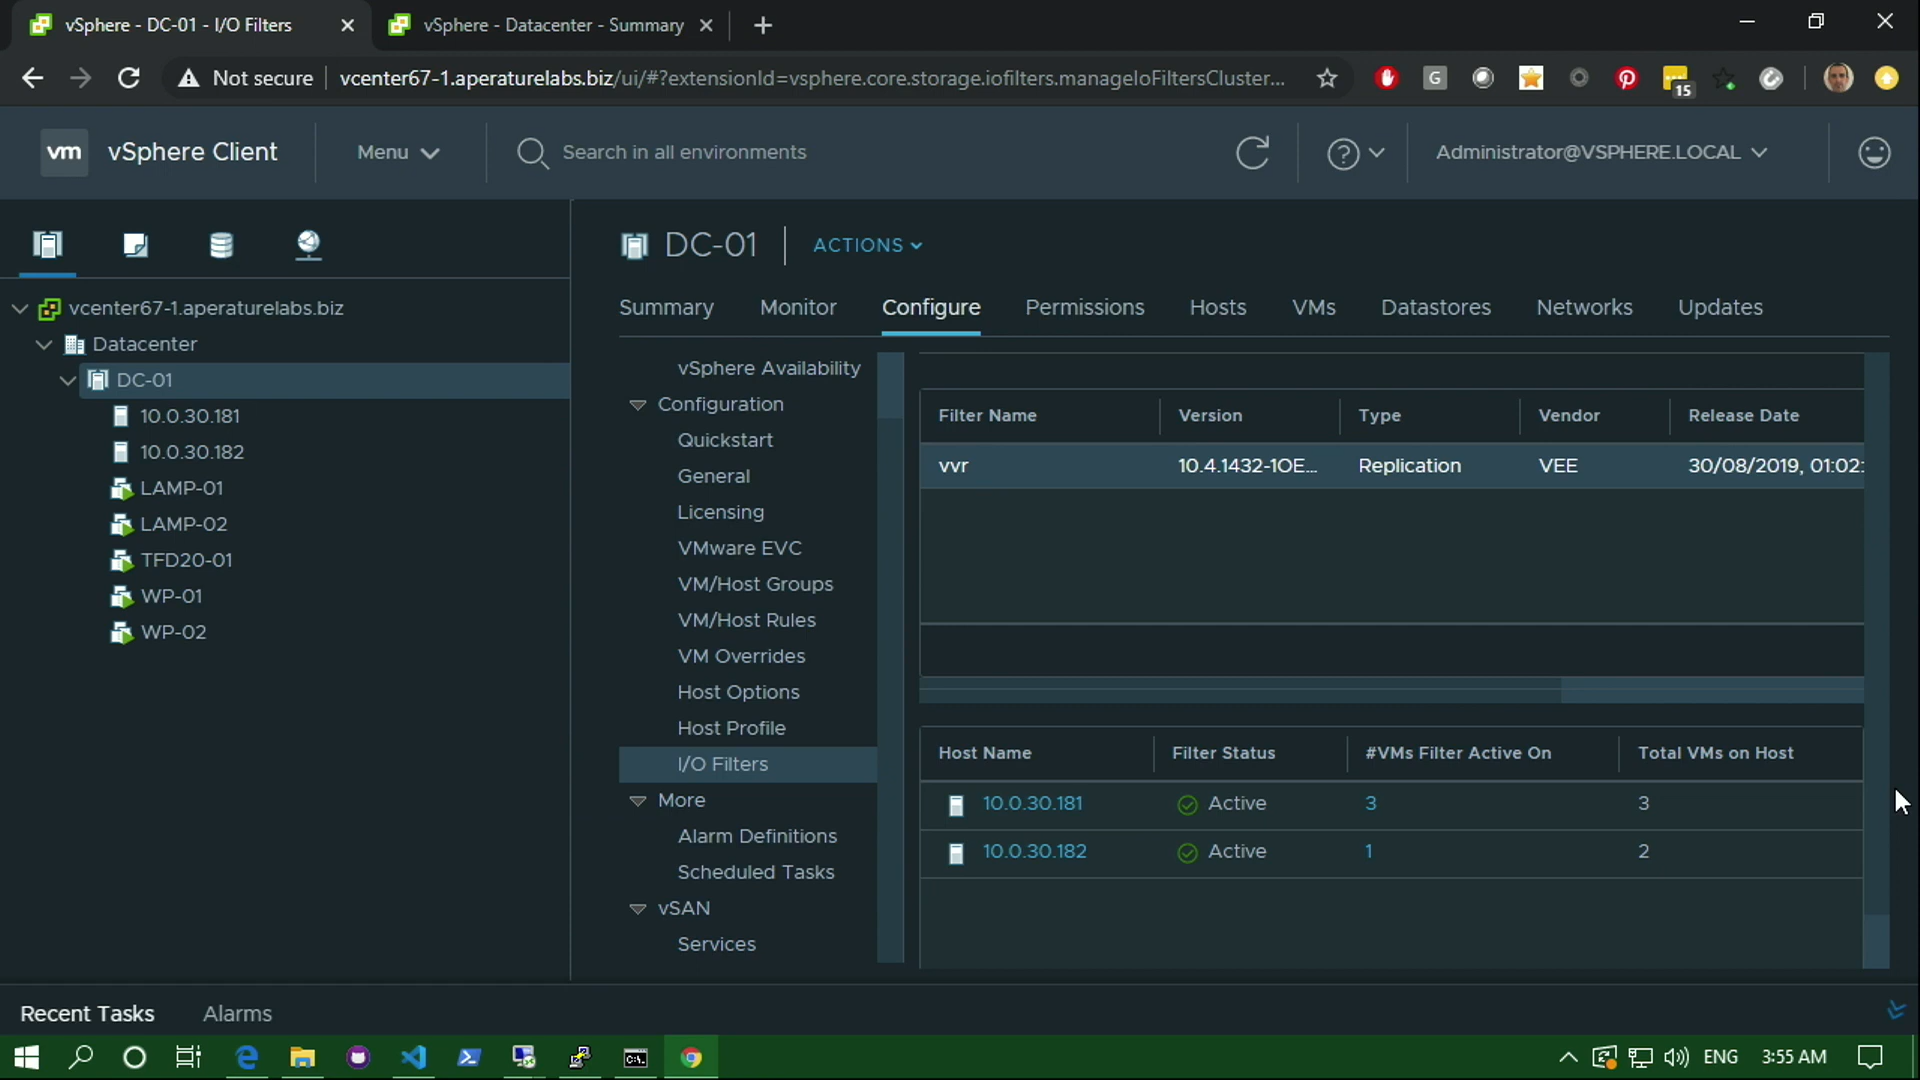 vSphere - DC-01 - I/O Filters
vSphere - Datacenter - Summary
Not secure
vcenter67-1.aperaturelabs.biz/ui/#?extensionId=vsphere.core.storage.iofilters.manageIoFiltersCluster...
G
15
vm
vSphere Client
Menu
Search in all environments
Administrator@VSPHERE.LOCAL
vcenter67-1.aperaturelabs.biz
Datacenter
DC-01
10.0.30.181
10.0.30.182
LAMP-01
LAMP-02
TFD20-01
WP-01
WP-02
DC-01
ACTIONS
Summary
Monitor
Configure
Permissions
Hosts
VMs
Datastores
Networks
Updates
vSphere Availability
Configuration
Quickstart
General
Licensing
VMware EVC
VM/Host Groups
VM/Host Rules
VM Overrides
Host Options
Host Profile
I/O Filters
More
Alarm Definitions
Scheduled Tasks
vSAN
Services
Filter Name Version Type Vendor Release Date
vvr 10.4.1432-1OE... Replication VEE 30/08/2019, 01:02:
Host Name Filter Status #VMs Filter Active On Total VMs on Host
10.0.30.181 Active 3 3
10.0.30.182 Active 1 2
Recent Tasks
Alarms
ENG
3:55 AM